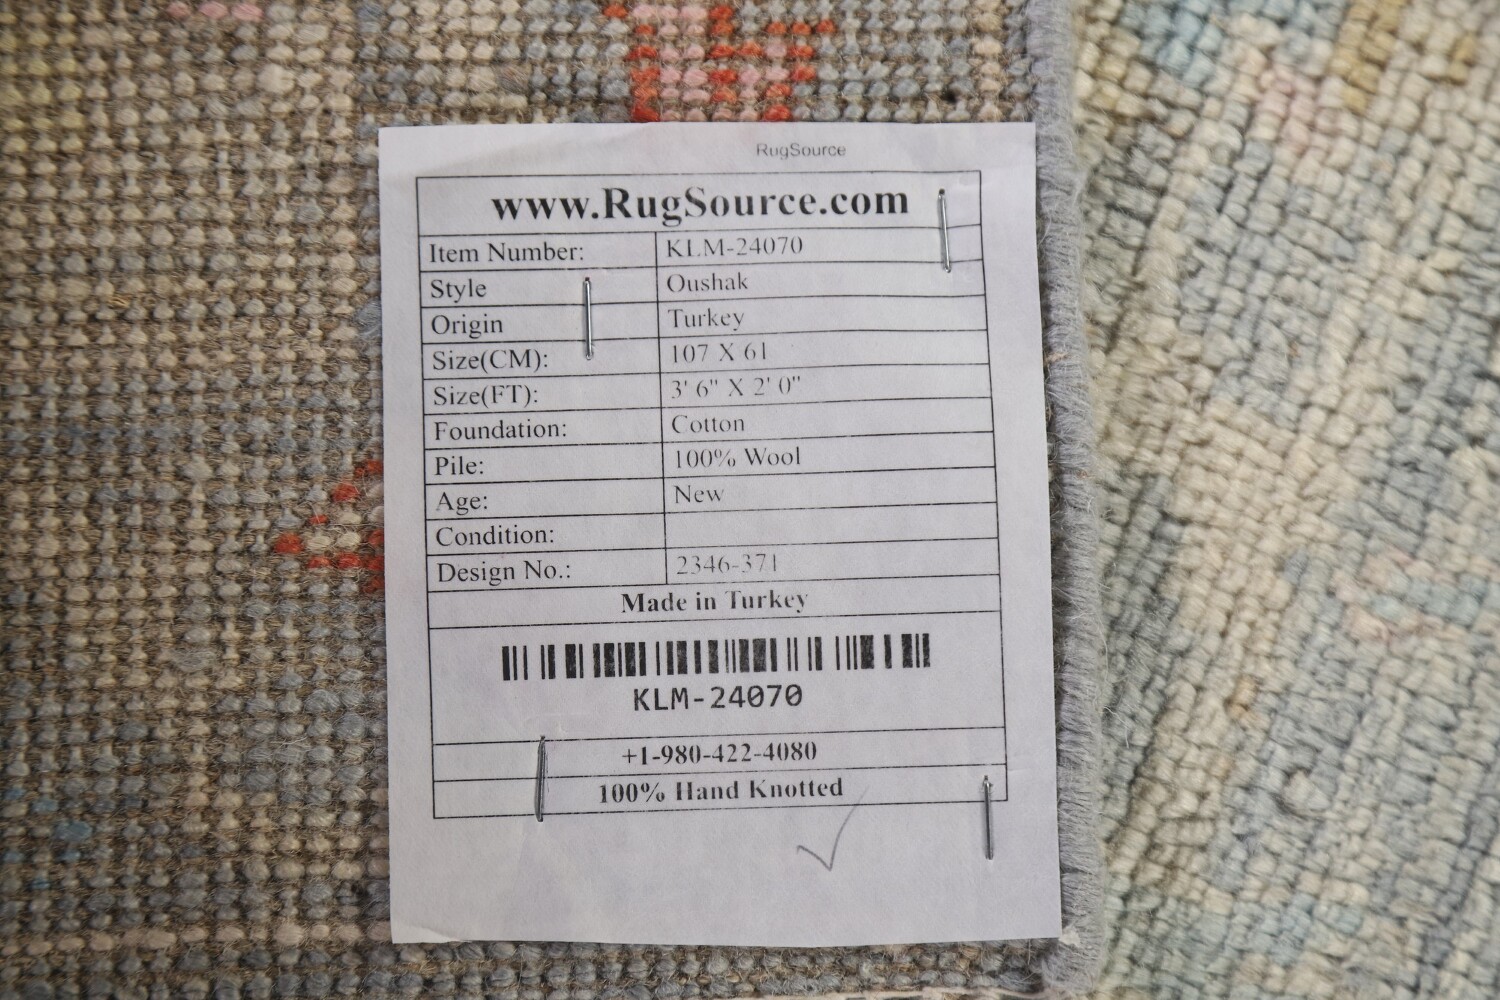 RugSource
www.RugSource.com
Item Number: KLM-24070
Style Oushak
Origin Turkey
Size(CM): 107 X 61
Size(FT): 3' 6" X 2' 0"
Foundation: Cotton
Pile: 100% Wool
Age: New
Condition:
Design No.: 2346-371
Made in Turkey
KLM-24070
+1-980-422-4080
100% Hand Knotted